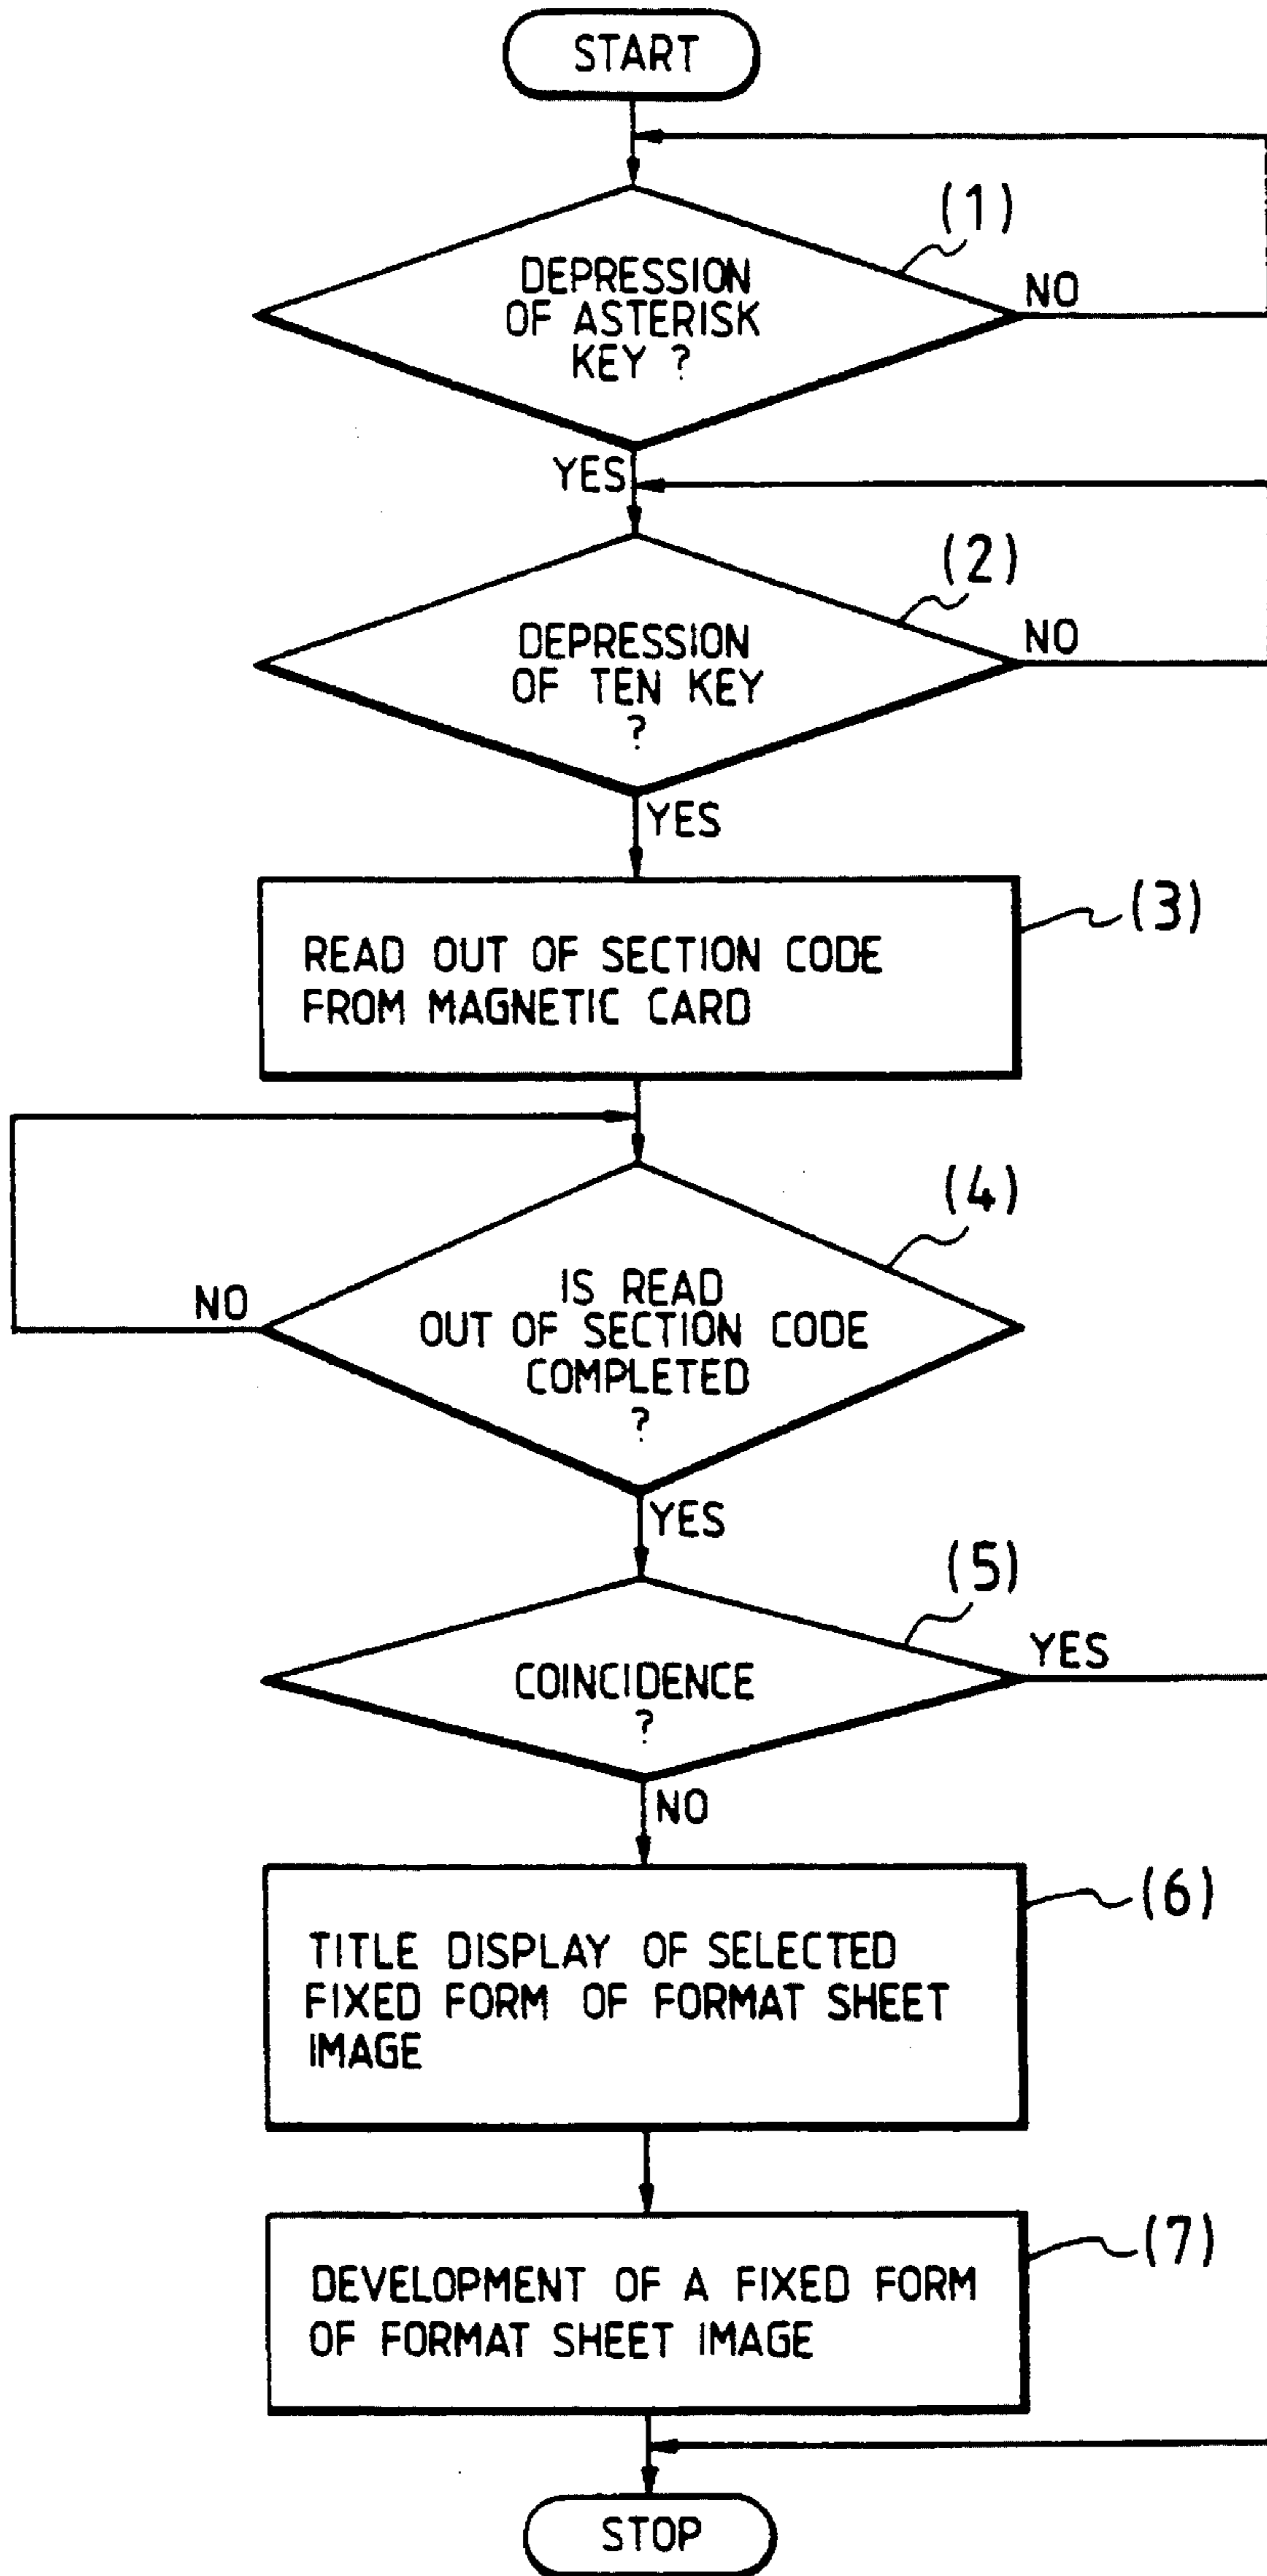 START
(1)
DEPRESSION
OF ASTERISK
KEY ?
NO
YES
(2)
DEPRESSION
OF TEN KEY
?
NO
YES
(3)
READ OUT OF SECTION CODE
FROM MAGNETIC CARD
(4)
IS READ
OUT OF SECTION CODE
COMPLETED
?
NO
YES
(5)
COINCIDENCE
?
YES
NO
(6)
TITLE DISPLAY OF SELECTED
FIXED FORM OF FORMAT SHEET
IMAGE
(7)
DEVELOPMENT OF A FIXED FORM
OF FORMAT SHEET IMAGE
STOP